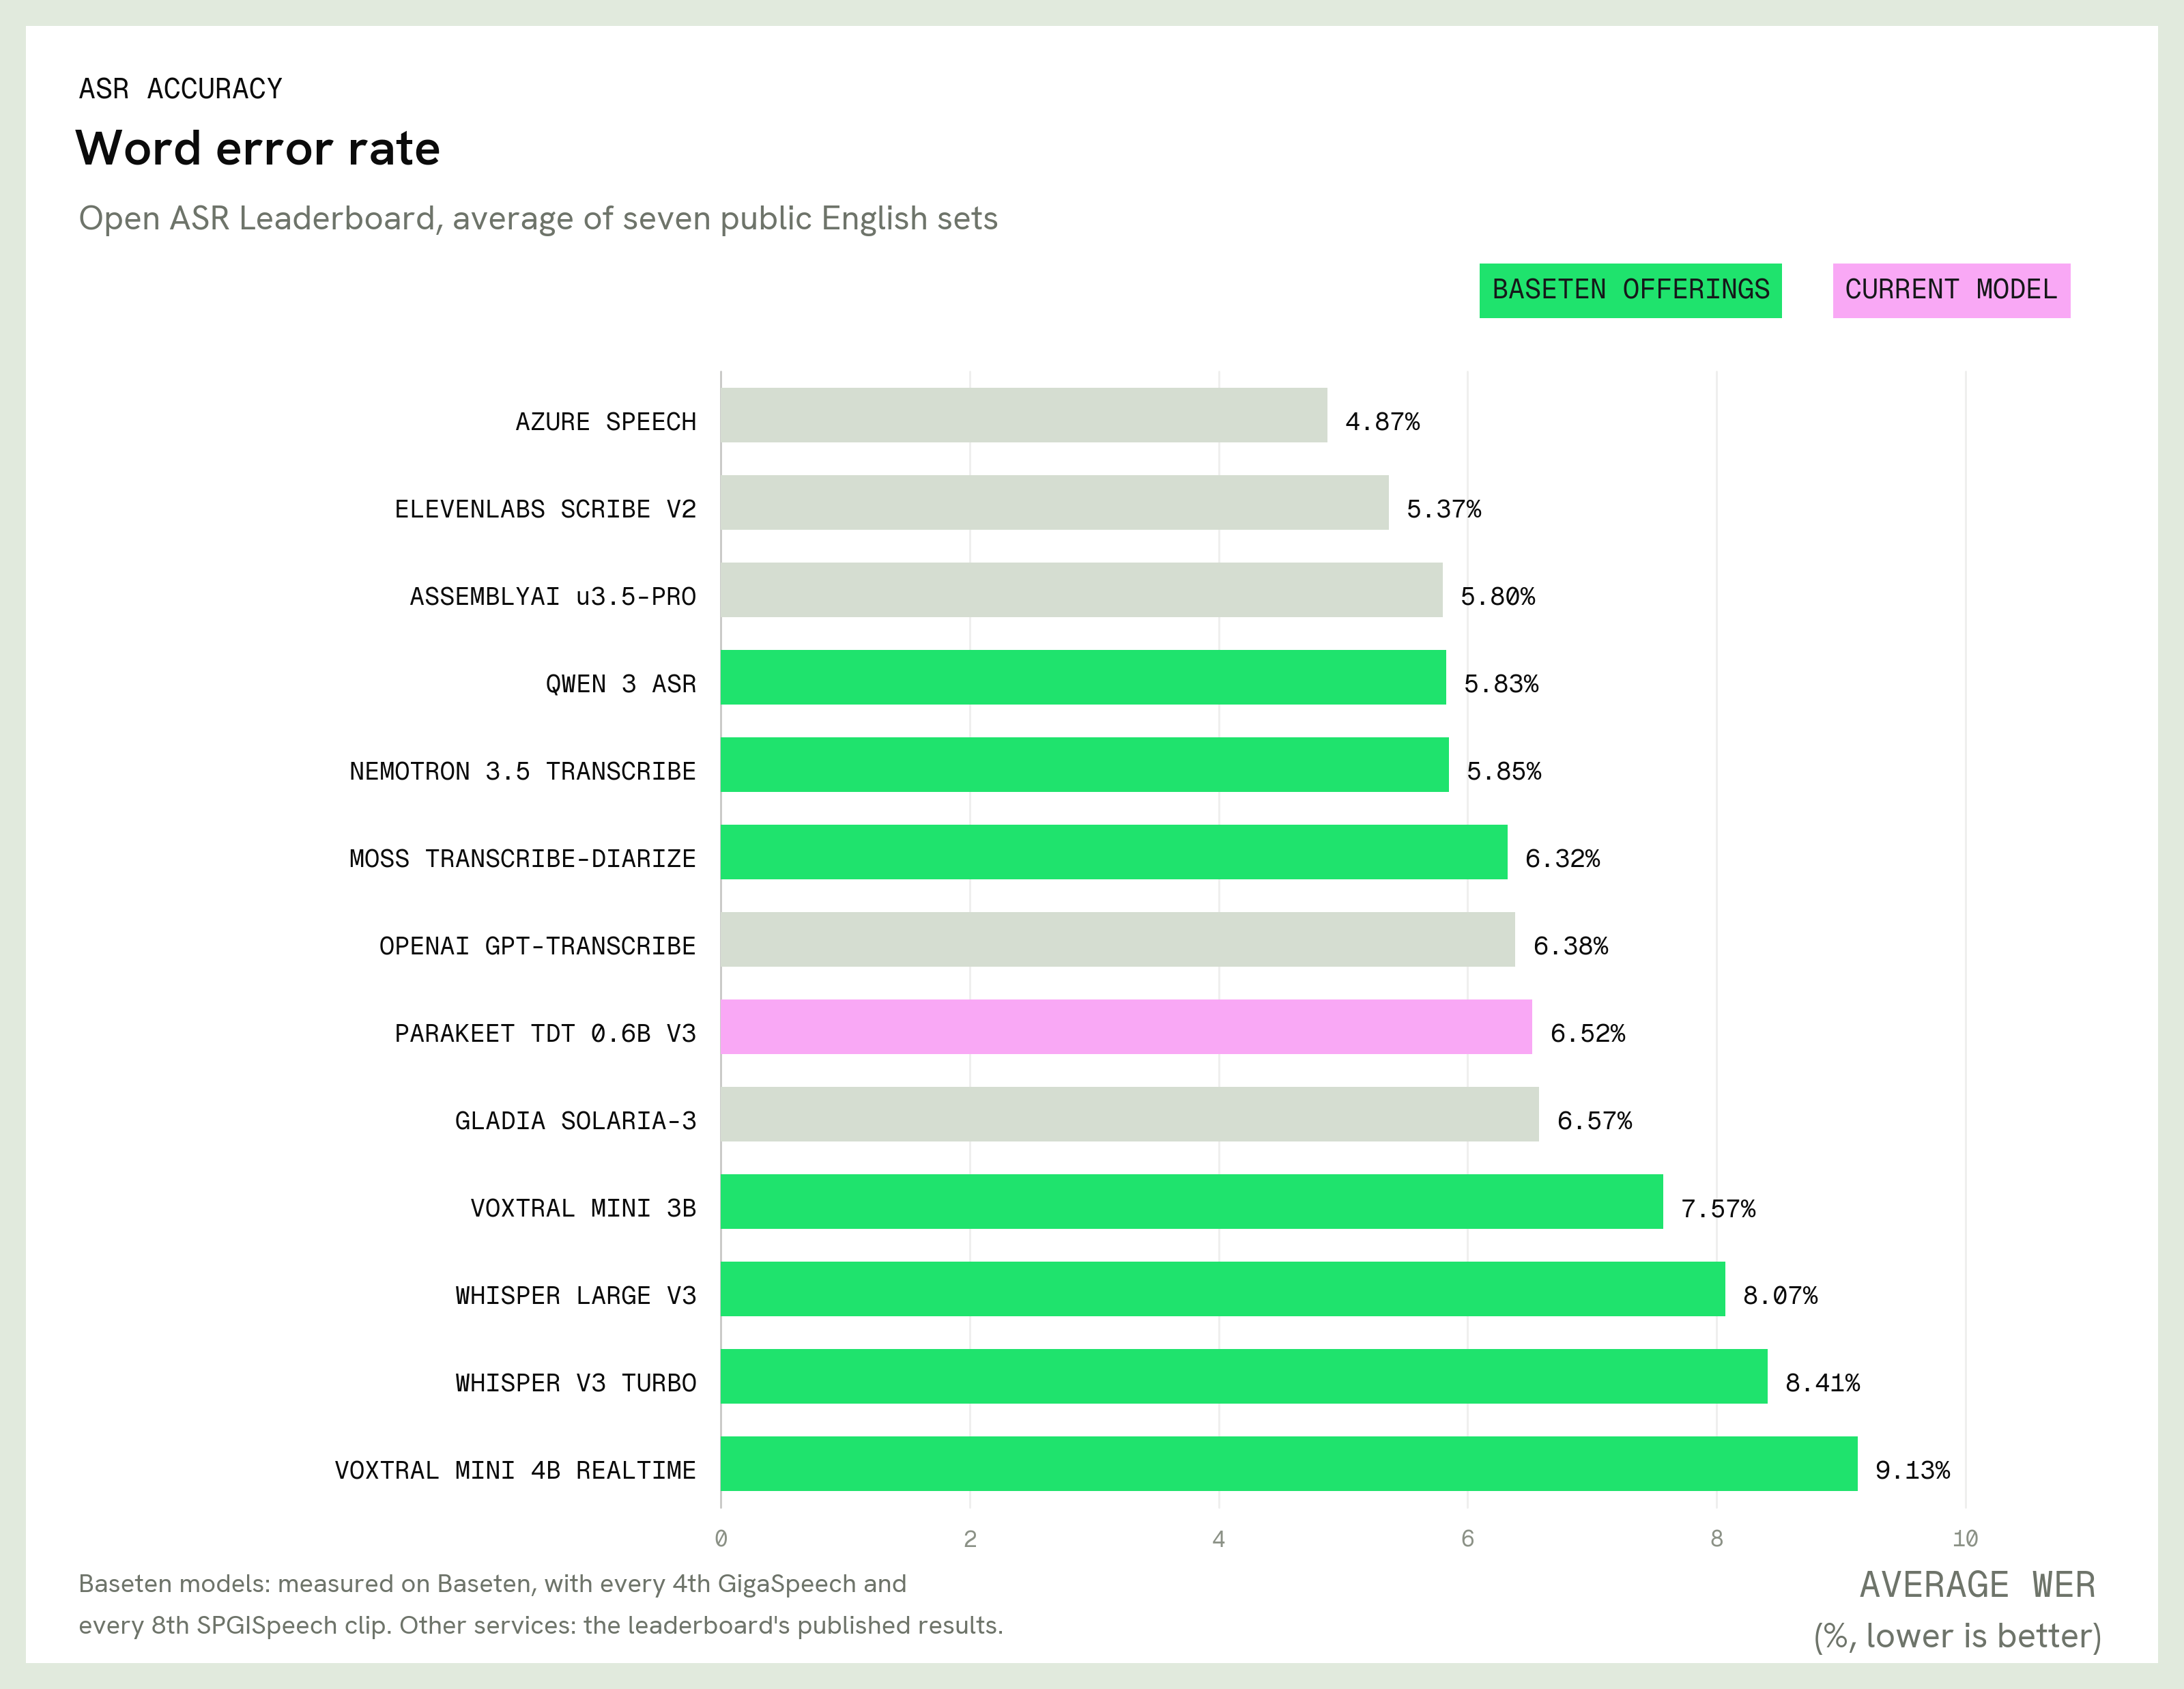 ASR ACCURACY
Word error rate
Open ASR Leaderboard, average of seven public English sets
BASETEN OFFERINGS CURRENT MODEL
AZURE SPEECH 4.87%
ELEVENLABS SCRIBE V2 5.37%
ASSEMBLYAI u3.5-PRO 5.80%
QWEN 3 ASR 5.83%
NEMOTRON 3.5 TRANSCRIBE 5.85%
MOSS TRANSCRIBE-DIARIZE 6.32%
OPENAI GPT-TRANSCRIBE 6.38%
PARAKEET TDT 0.6B V3 6.52%
GLADIA SOLARIA-3 6.57%
VOXTRAL MINI 3B 7.57%
WHISPER LARGE V3 8.07%
WHISPER V3 TURBO 8.41%
VOXTRAL MINI 4B REALTIME 9.13%
0 2 4 6 8 10
Baseten models: measured on Baseten, with every 4th GigaSpeech and
every 8th SPGISpeech clip. Other services: the leaderboard's published results.
AVERAGE WER
(%, lower is better)